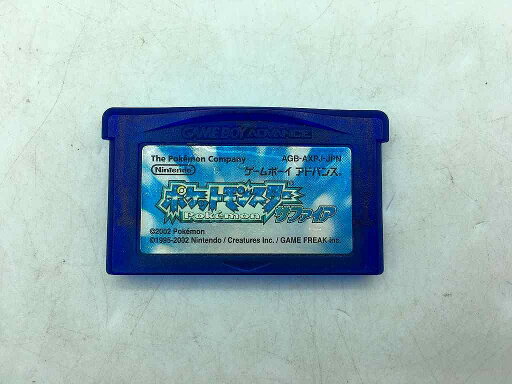 GAME BOY ADVANCE
The Pokémon Company AGB-AXPJ-JPN
Nintendo ゲームボーイ アドバンス
ポケットモンスター
Pokémon サファイア
©2002 Pokémon
©1995-2002 Nintendo / Creatures Inc. / GAME FREAK Inc.